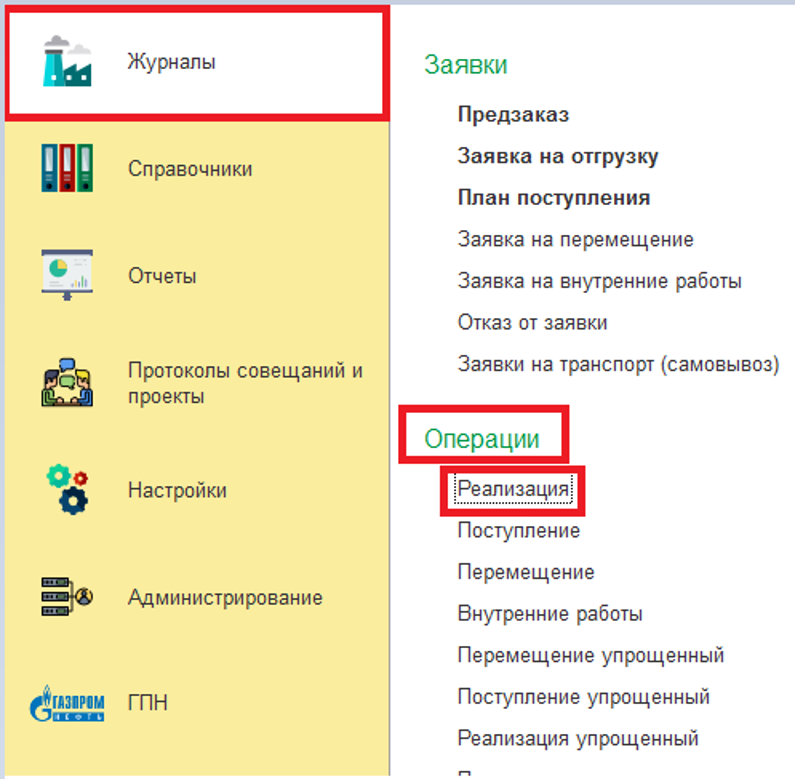 Журналы
Справочники
Отчеты
Протоколы совещаний и
проекты
Настройки
Администрирование
ГАЗПРОМ
НЕФТЬ
ГПН
Заявки
Предзаказ
Заявка на отгрузку
План поступления
Заявка на перемещение
Заявка на внутренние работы
Отказ от заявки
Заявки на транспорт (самовывоз)
Операции
Реализация
Поступление
Перемещение
Внутренние работы
Перемещение упрощенный
Поступление упрощенный
Реализация упрощенный